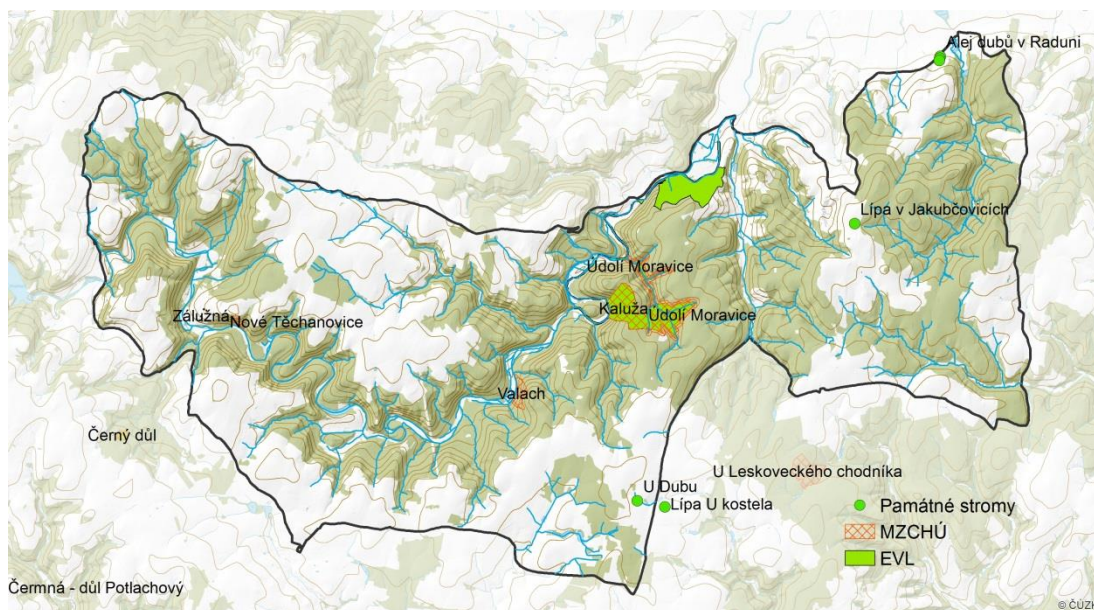 Alej dubů v Raduni
Lípa v Jakubčovicích
Údolí Moravice
Kaluža
Údolí Moravice
Zálužná
Nové Těchanovice
Valach
Černý důl
U Leskoveckého chodníka
U Dubu
Lípa U kostela
Památné stromy
MZCHÚ
EVL
Čermná - důl Potlachový
© ČÚZK